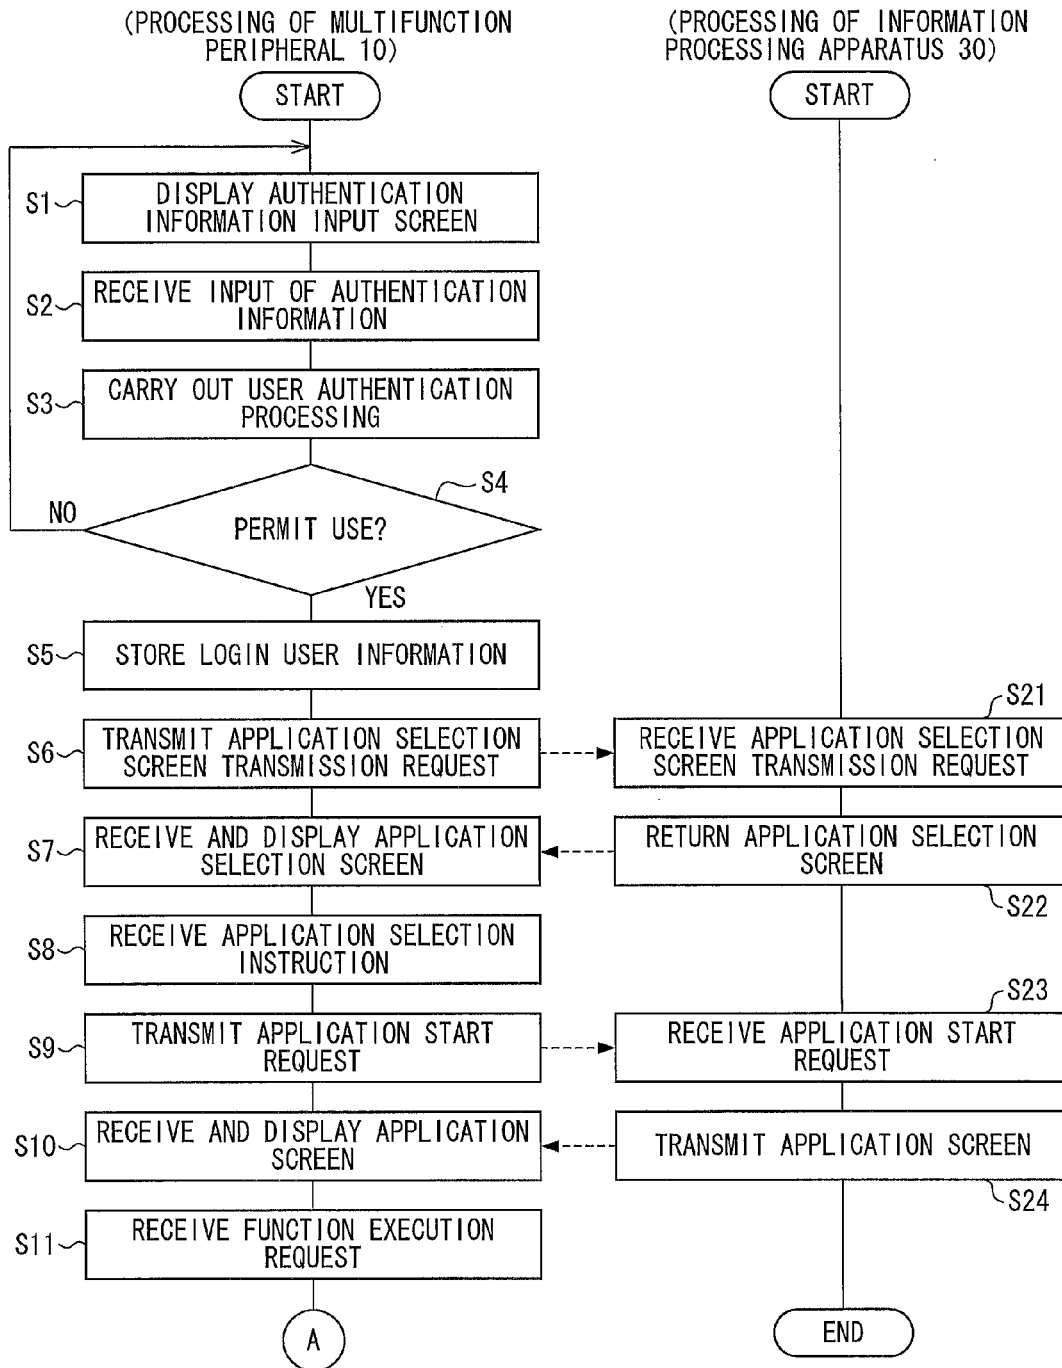 (PROCESSING OF MULTIFUNCTION
PERIPHERAL 10)
START
S1
DISPLAY AUTHENTICATION
INFORMATION INPUT SCREEN
S2
RECEIVE INPUT OF AUTHENTICATION
INFORMATION
S3
CARRY OUT USER AUTHENTICATION
PROCESSING
S4
NO
PERMIT USE?
YES
S5
STORE LOGIN USER INFORMATION
S6
TRANSMIT APPLICATION SELECTION
SCREEN TRANSMISSION REQUEST
S7
RECEIVE AND DISPLAY APPLICATION
SELECTION SCREEN
S8
RECEIVE APPLICATION SELECTION
INSTRUCTION
S9
TRANSMIT APPLICATION START
REQUEST
S10
RECEIVE AND DISPLAY APPLICATION
SCREEN
S11
RECEIVE FUNCTION EXECUTION
REQUEST
A
(PROCESSING OF INFORMATION
PROCESSING APPARATUS 30)
START
S21
RECEIVE APPLICATION SELECTION
SCREEN TRANSMISSION REQUEST
RETURN APPLICATION SELECTION
SCREEN
S22
S23
RECEIVE APPLICATION START
REQUEST
TRANSMIT APPLICATION SCREEN
S24
END